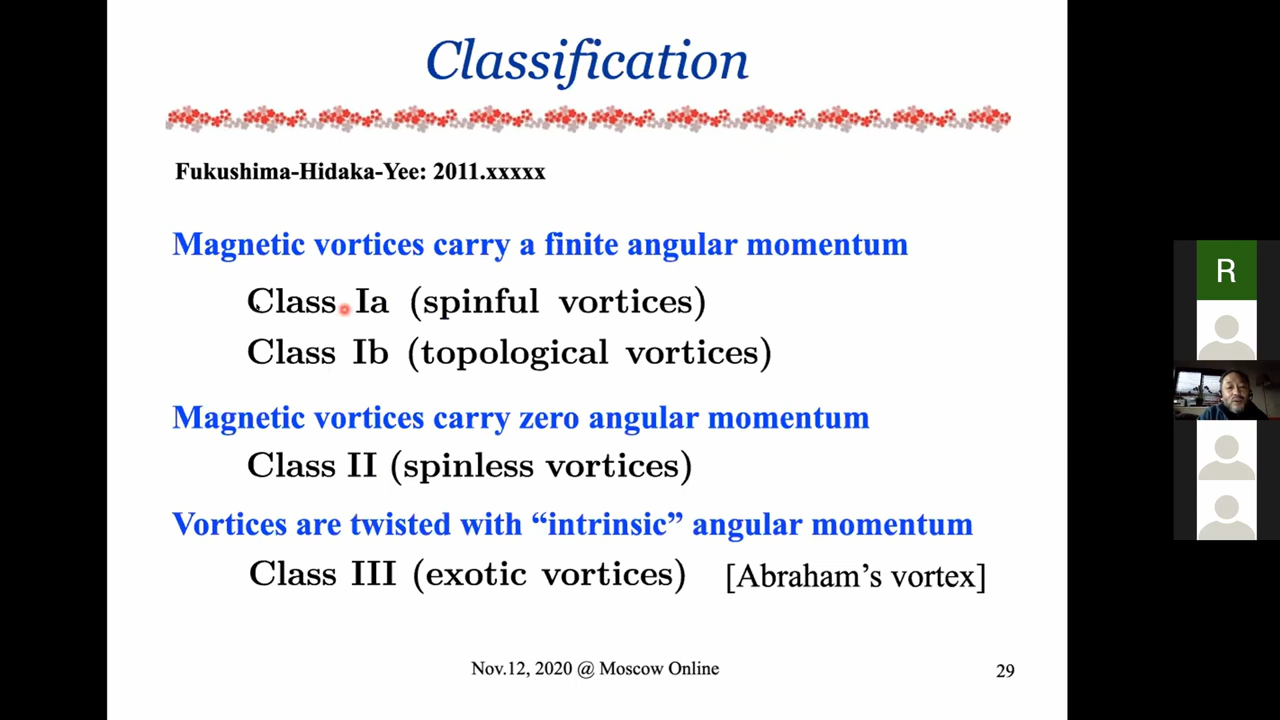 Classification
Fukushima-Hidaka-Yee: 2011.xxxxx
Magnetic vortices carry a finite angular momentum
Class Ia (spinful vortices)
Class Ib (topological vortices)
Magnetic vortices carry zero angular momentum
Class II (spinless vortices)
Vortices are twisted with “intrinsic” angular momentum
Class III (exotic vortices) [Abraham’s vortex]
Nov.12, 2020 @ Moscow Online
29
R